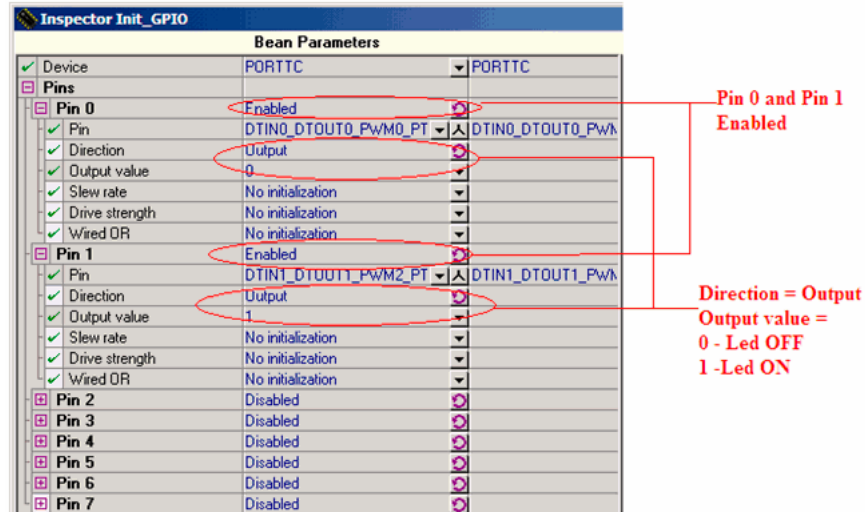 Inspector Init_GPIO
Bean Parameters
Device PORTTC PORTTC
Pins
Pin 0 Enabled
Pin DTIN0_DTOUT0_PWM0_PT DTIN0_DTOUT0_PWM
Direction Output
Output value 0
Slew rate No initialization
Drive strength No initialization
Wired OR No initialization
Pin 1 Enabled
Pin DTIN1_DTOUT1_PWM2_PT DTIN1_DTOUT1_PWM
Direction Output
Output value 1
Slew rate No initialization
Drive strength No initialization
Wired OR No initialization
Pin 2 Disabled
Pin 3 Disabled
Pin 4 Disabled
Pin 5 Disabled
Pin 6 Disabled
Pin 7 Disabled
Pin 0 and Pin 1
Enabled
Direction = Output
Output value =
0 - Led OFF
1 -Led ON